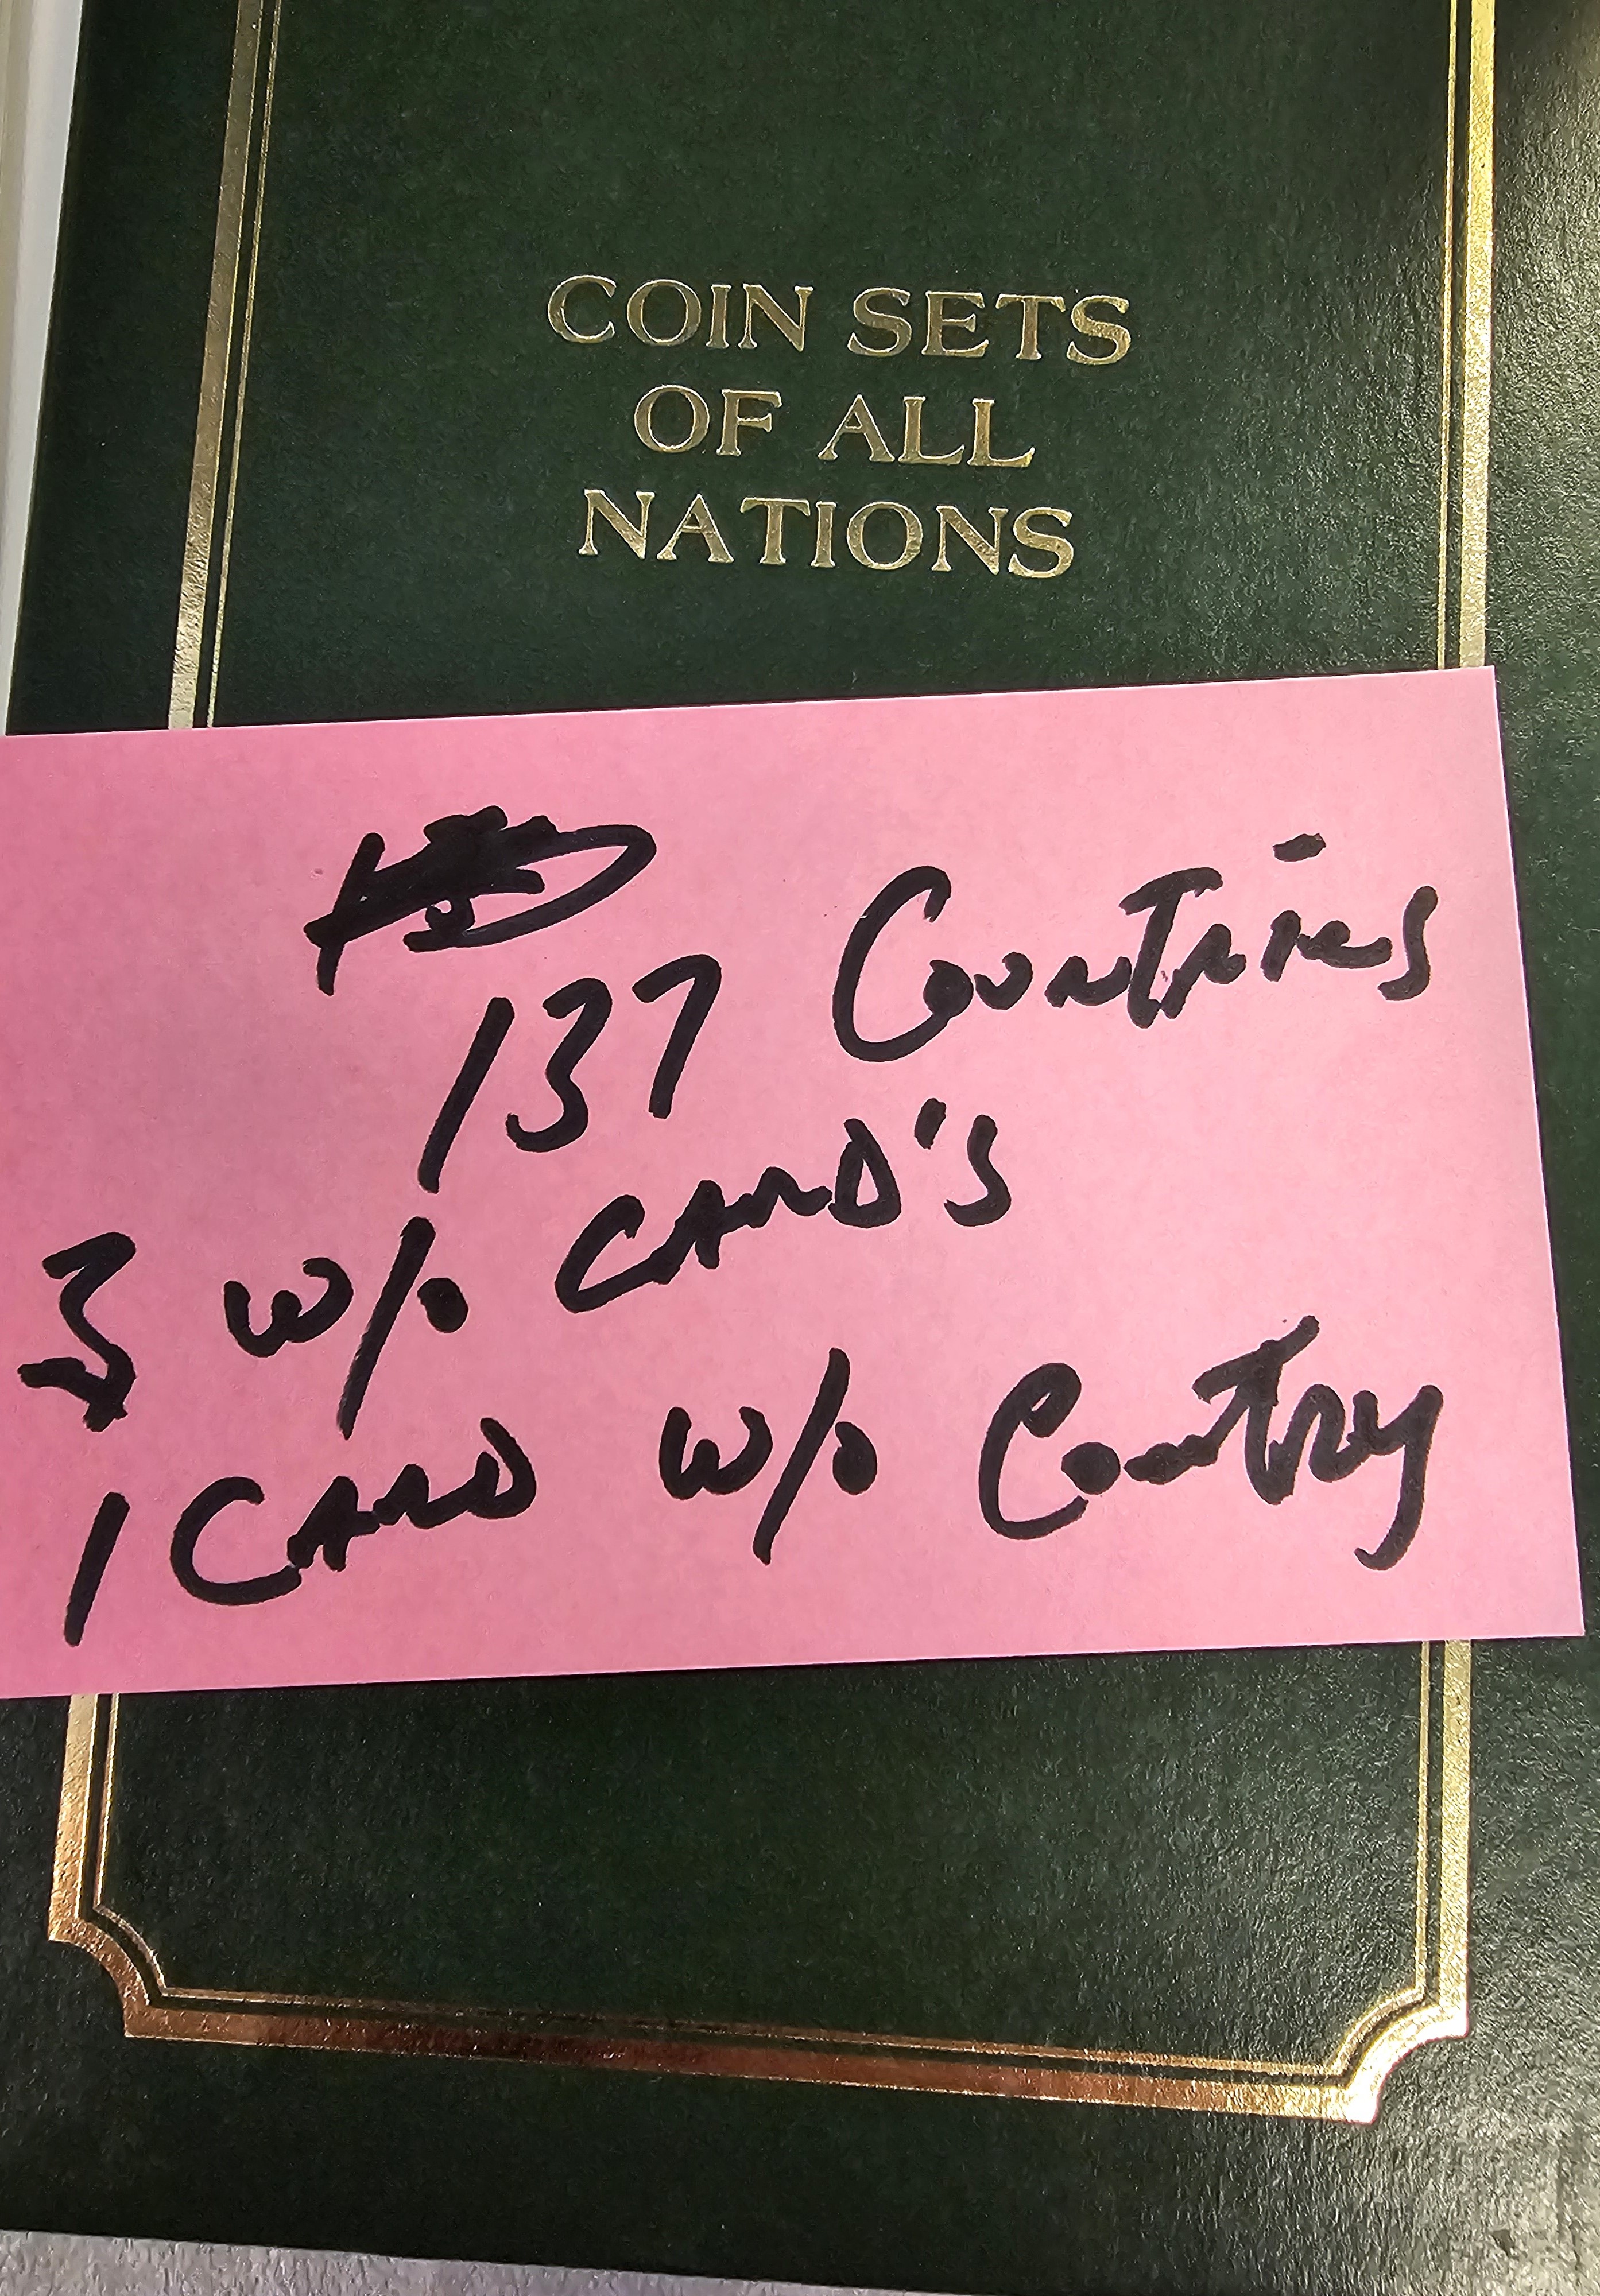 COIN SETS
OF ALL
NATIONS
137 Countries
3 w/o CARD'S
1 CARD w/o Country